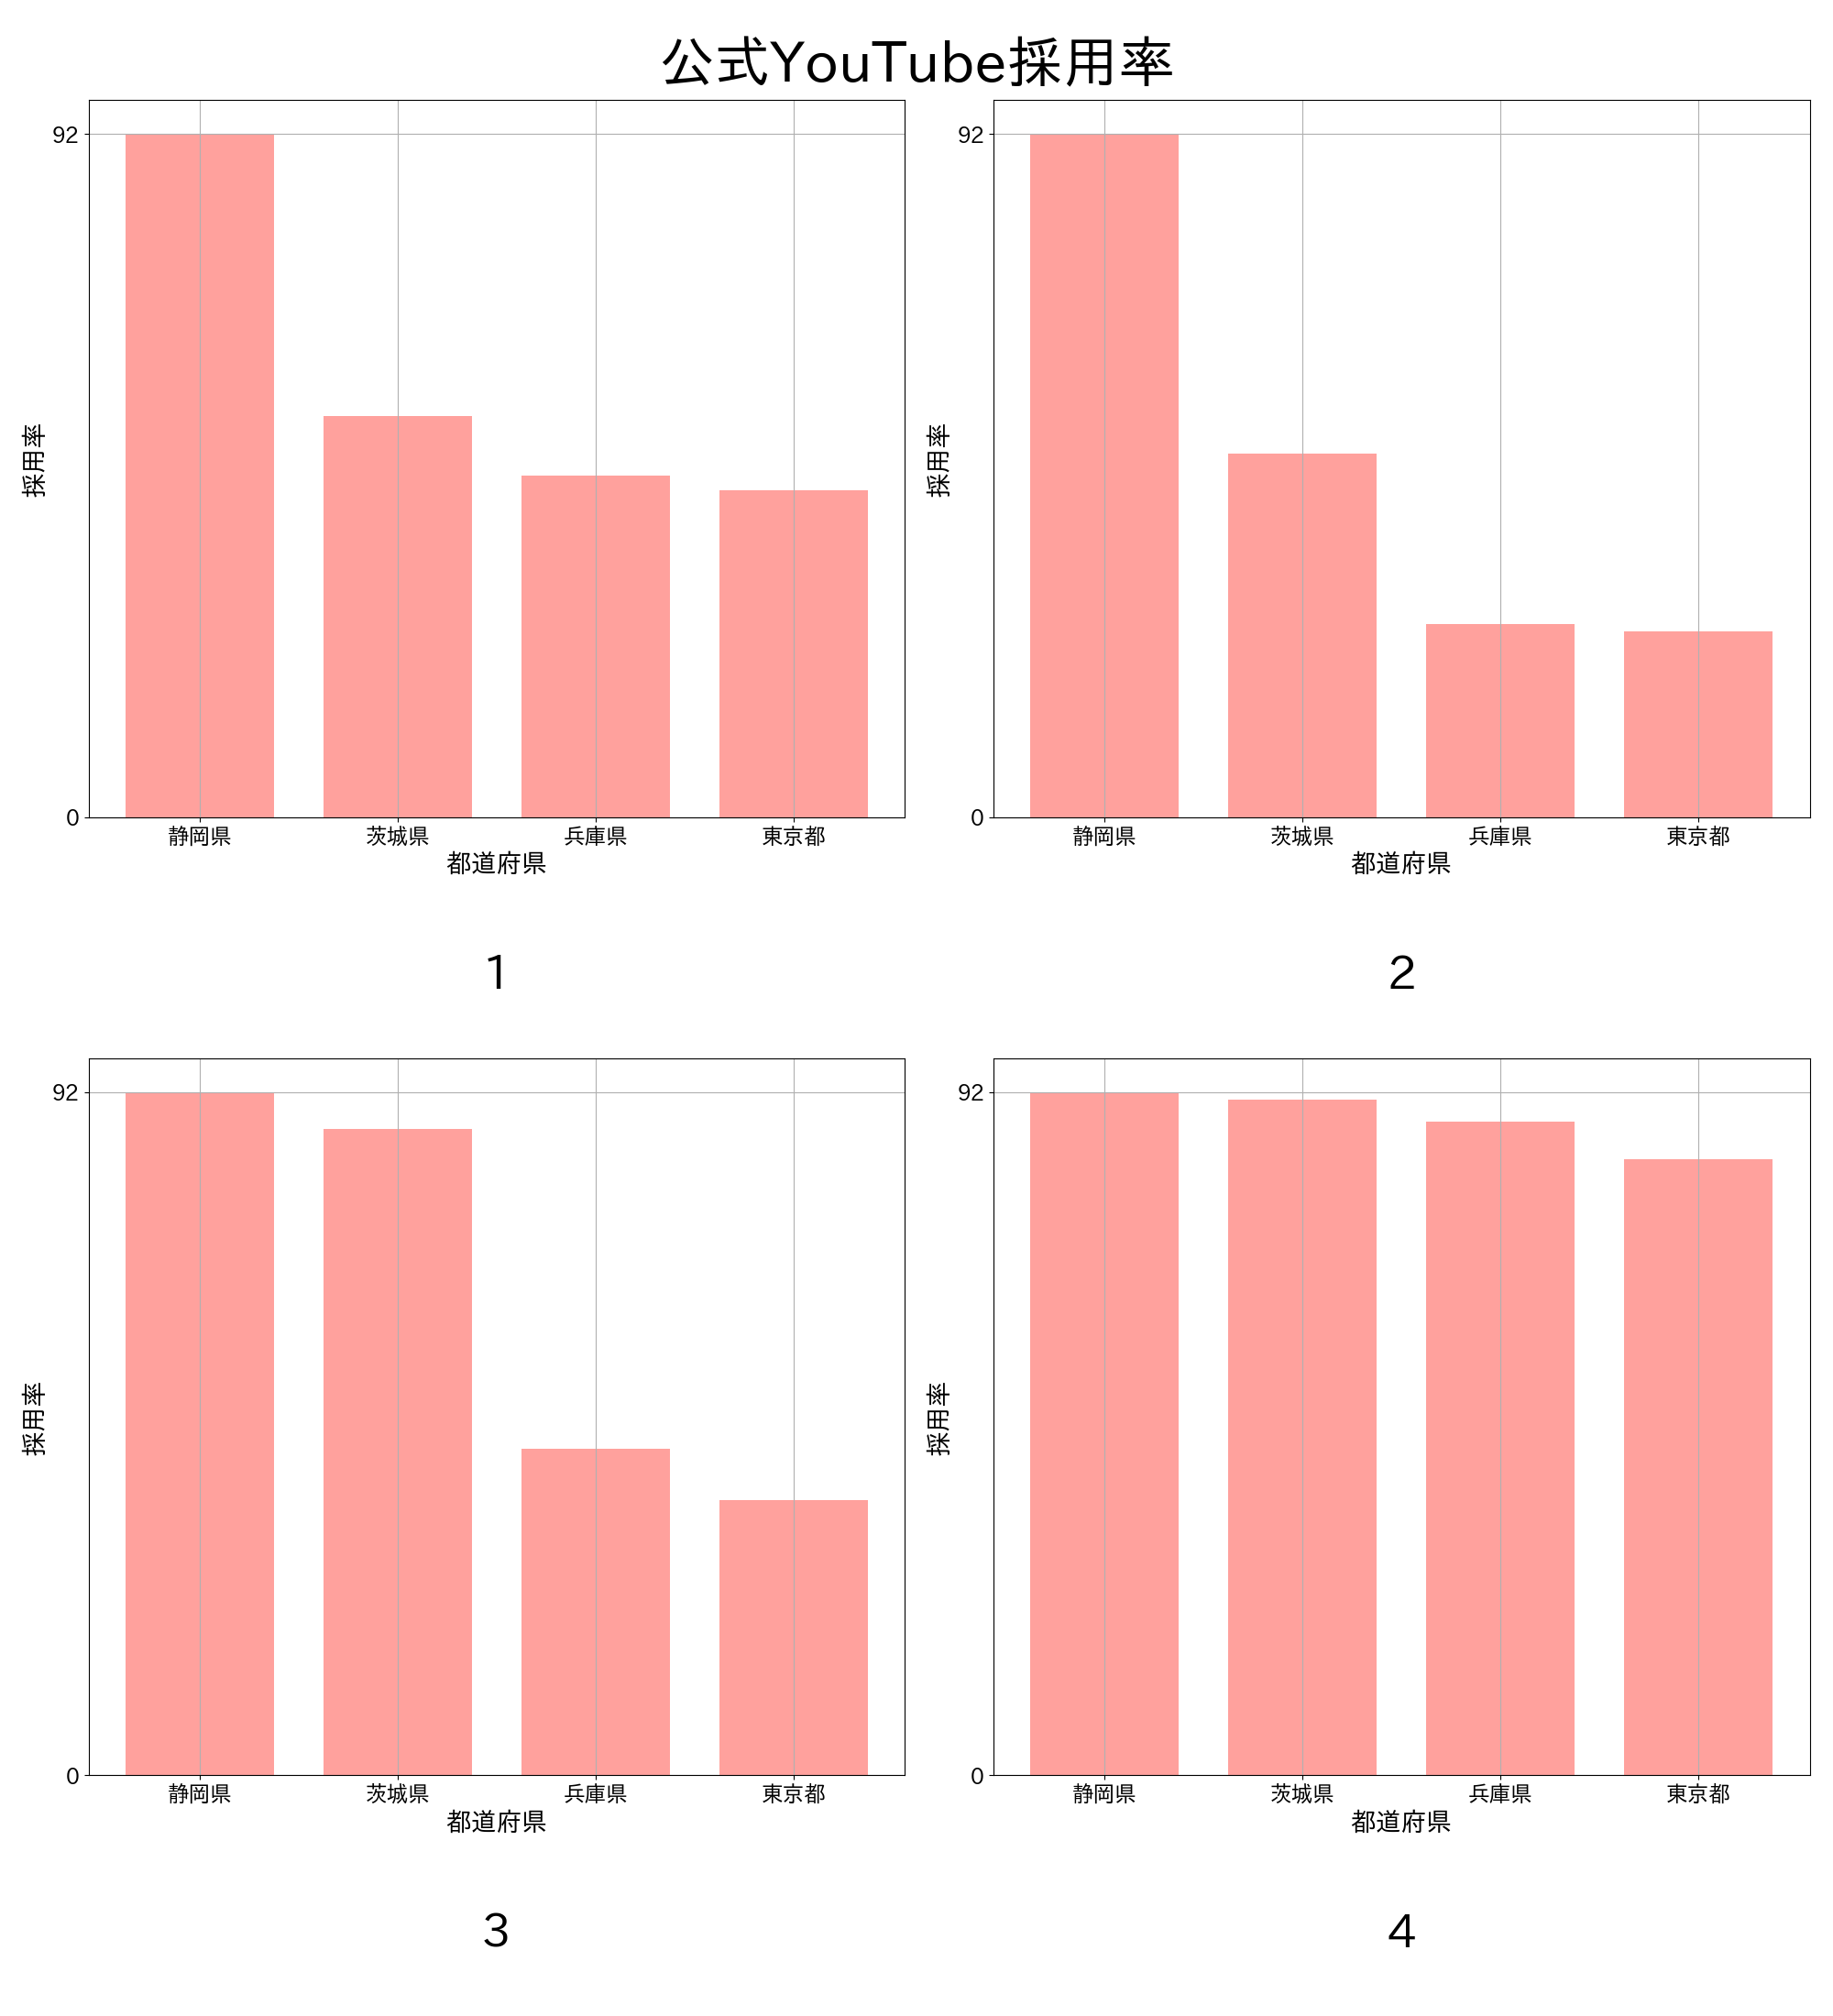 公式YouTube採用率
92
0
採用率
静岡県 茨城県 兵庫県 東京都
都道府県
1
92
0
採用率
静岡県 茨城県 兵庫県 東京都
都道府県
2
92
0
採用率
静岡県 茨城県 兵庫県 東京都
都道府県
3
92
0
採用率
静岡県 茨城県 兵庫県 東京都
都道府県
4